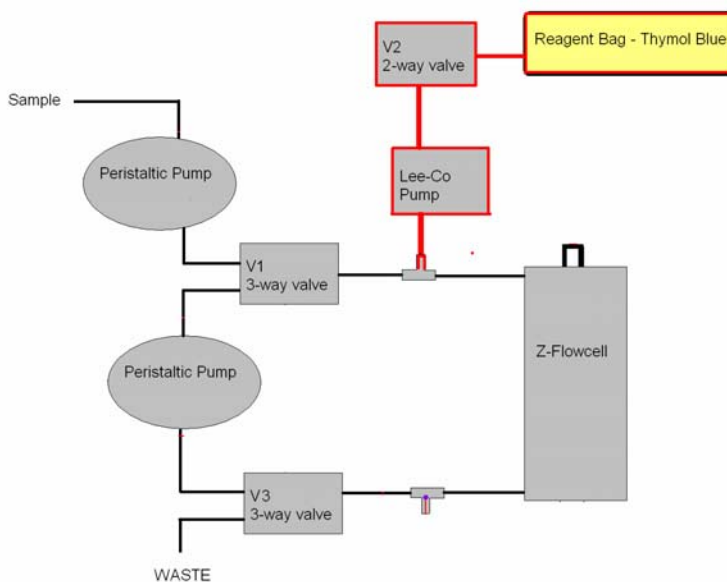 V2
2-way valve
Reagent Bag - Thymol Blue
Sample
Peristaltic Pump
Lee-Co
Pump
V1
3-way valve
Z-Flowcell
Peristaltic Pump
V3
3-way valve
WASTE